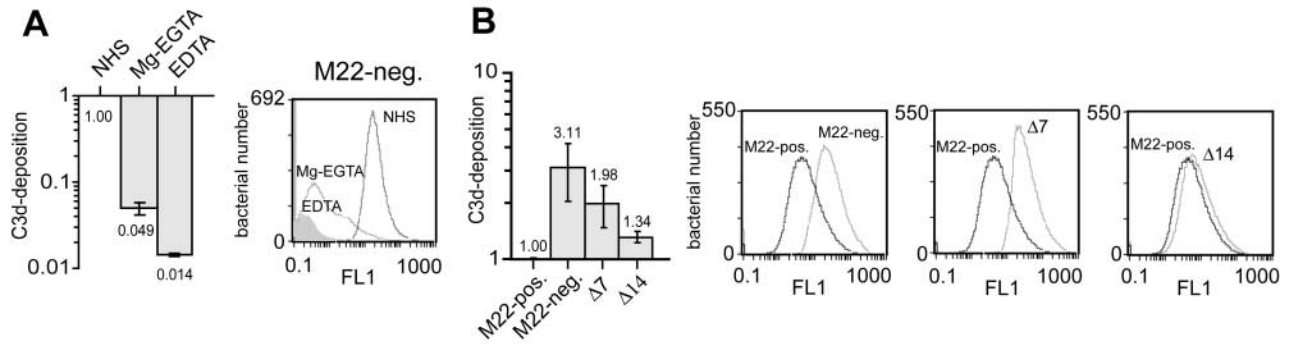 A
NHS
Mg-EGTA
EDTA
C3d-deposition
1
0.1
0.01
1.00
0.049
0.014
M22-neg.
692
0
bacterial number
NHS
Mg-EGTA
EDTA
0.1
1000
FL1
B
C3d-deposition
10
1
1.00
3.11
1.98
1.34
M22-pos.
M22-neg.
Δ7
Δ14
bacterial number
550
0
M22-pos.
M22-neg.
0.1
1000
FL1
550
0
M22-pos.
Δ7
0.1
1000
FL1
550
0
M22-pos.
Δ14
0.1
1000
FL1